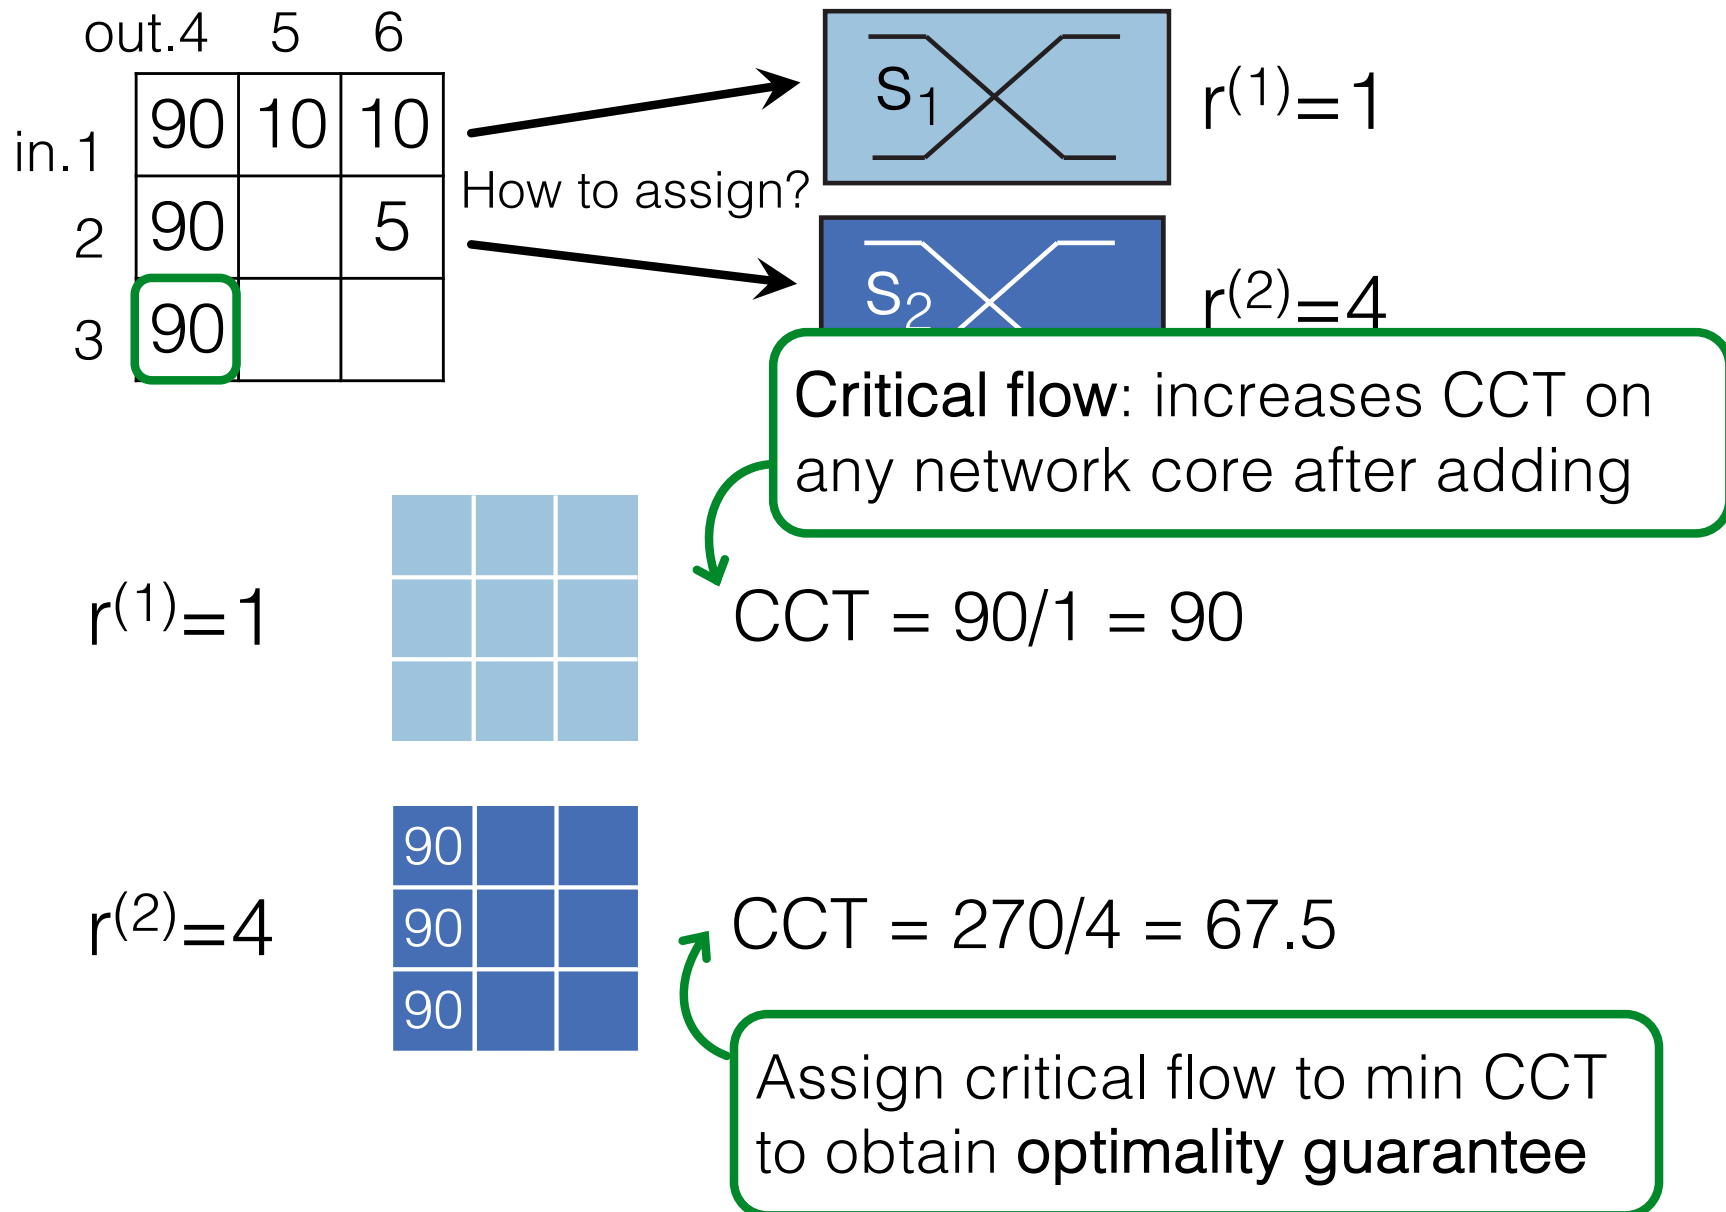 out.4 5 6
in.1 90 10 10
2 90 5
3 90
How to assign?
S₁
r⁽¹⁾=1
S₂
r⁽²⁾=4
Critical flow: increases CCT on
any network core after adding
r⁽¹⁾=1
CCT = 90/1 = 90
r⁽²⁾=4
90
90
90
CCT = 270/4 = 67.5
Assign critical flow to min CCT
to obtain optimality guarantee